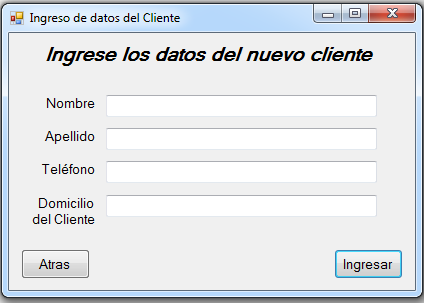 Ingreso de datos del Cliente
Ingrese los datos del nuevo cliente
Nombre
Apellido
Teléfono
Domicilio
del Cliente
Atras
Ingresar